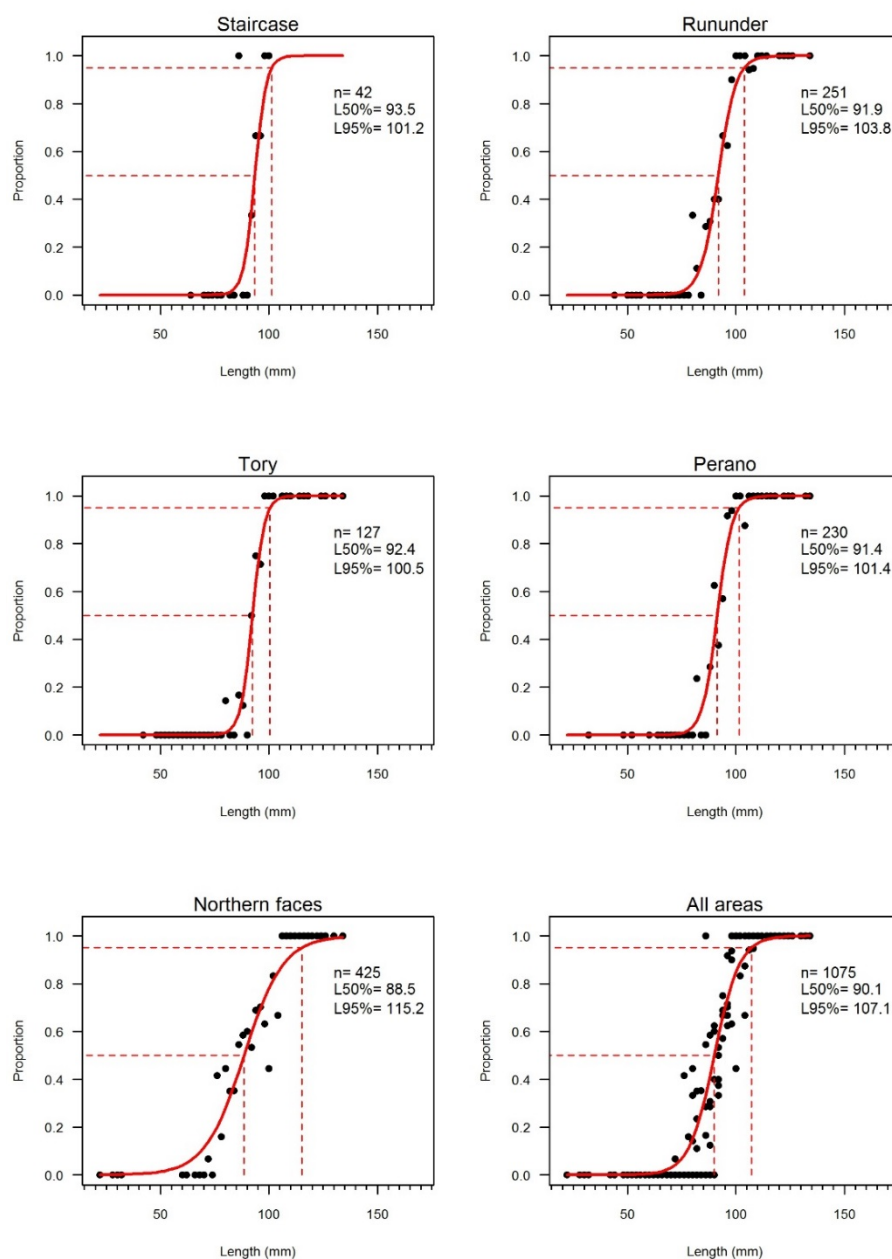 Staircase
1.0
0.8
0.6
0.4
0.2
0.0
Proportion
n= 42
L50%= 93.5
L95%= 101.2
50 100 150
Length (mm)
Rununder
1.0
0.8
0.6
0.4
0.2
0.0
Proportion
n= 251
L50%= 91.9
L95%= 103.8
50 100 150
Length (mm)
Tory
1.0
0.8
0.6
0.4
0.2
0.0
Proportion
n= 127
L50%= 92.4
L95%= 100.5
50 100 150
Length (mm)
Perano
1.0
0.8
0.6
0.4
0.2
0.0
Proportion
n= 230
L50%= 91.4
L95%= 101.4
50 100 150
Length (mm)
Northern faces
1.0
0.8
0.6
0.4
0.2
0.0
Proportion
n= 425
L50%= 88.5
L95%= 115.2
50 100 150
Length (mm)
All areas
1.0
0.8
0.6
0.4
0.2
0.0
Proportion
n= 1075
L50%= 90.1
L95%= 107.1
50 100 150
Length (mm)